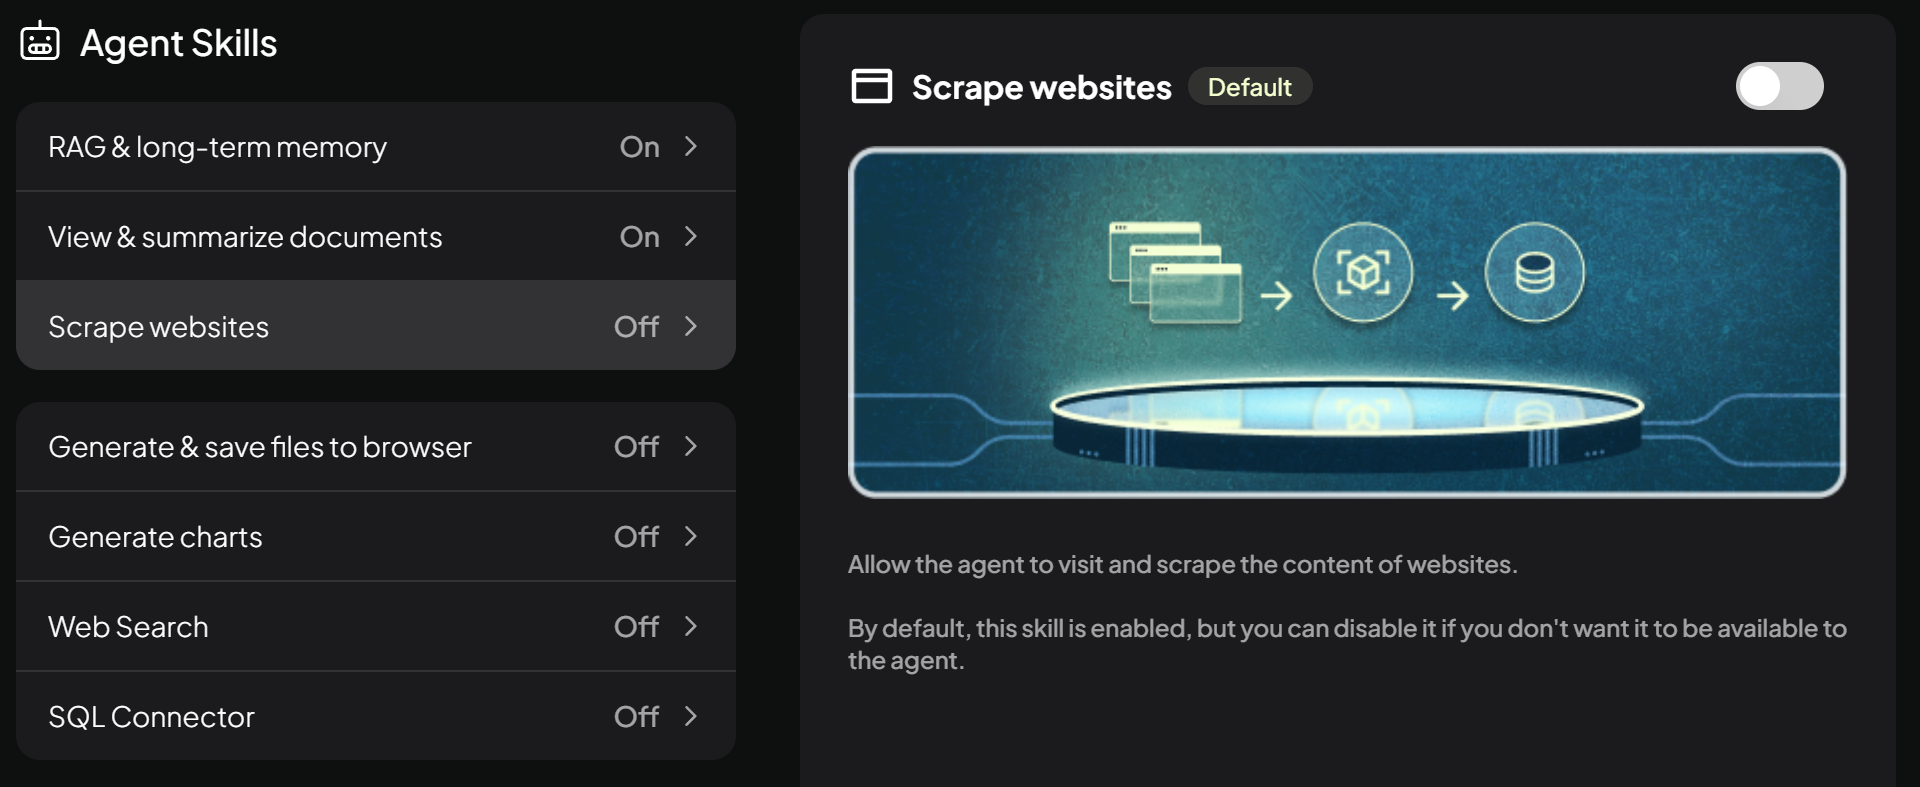 Agent Skills
RAG & long-term memory On
View & summarize documents On
Scrape websites Off
Generate & save files to browser Off
Generate charts Off
Web Search Off
SQL Connector Off
Scrape websites Default
Allow the agent to visit and scrape the content of websites.
By default, this skill is enabled, but you can disable it if you don't want it to be available to
the agent.